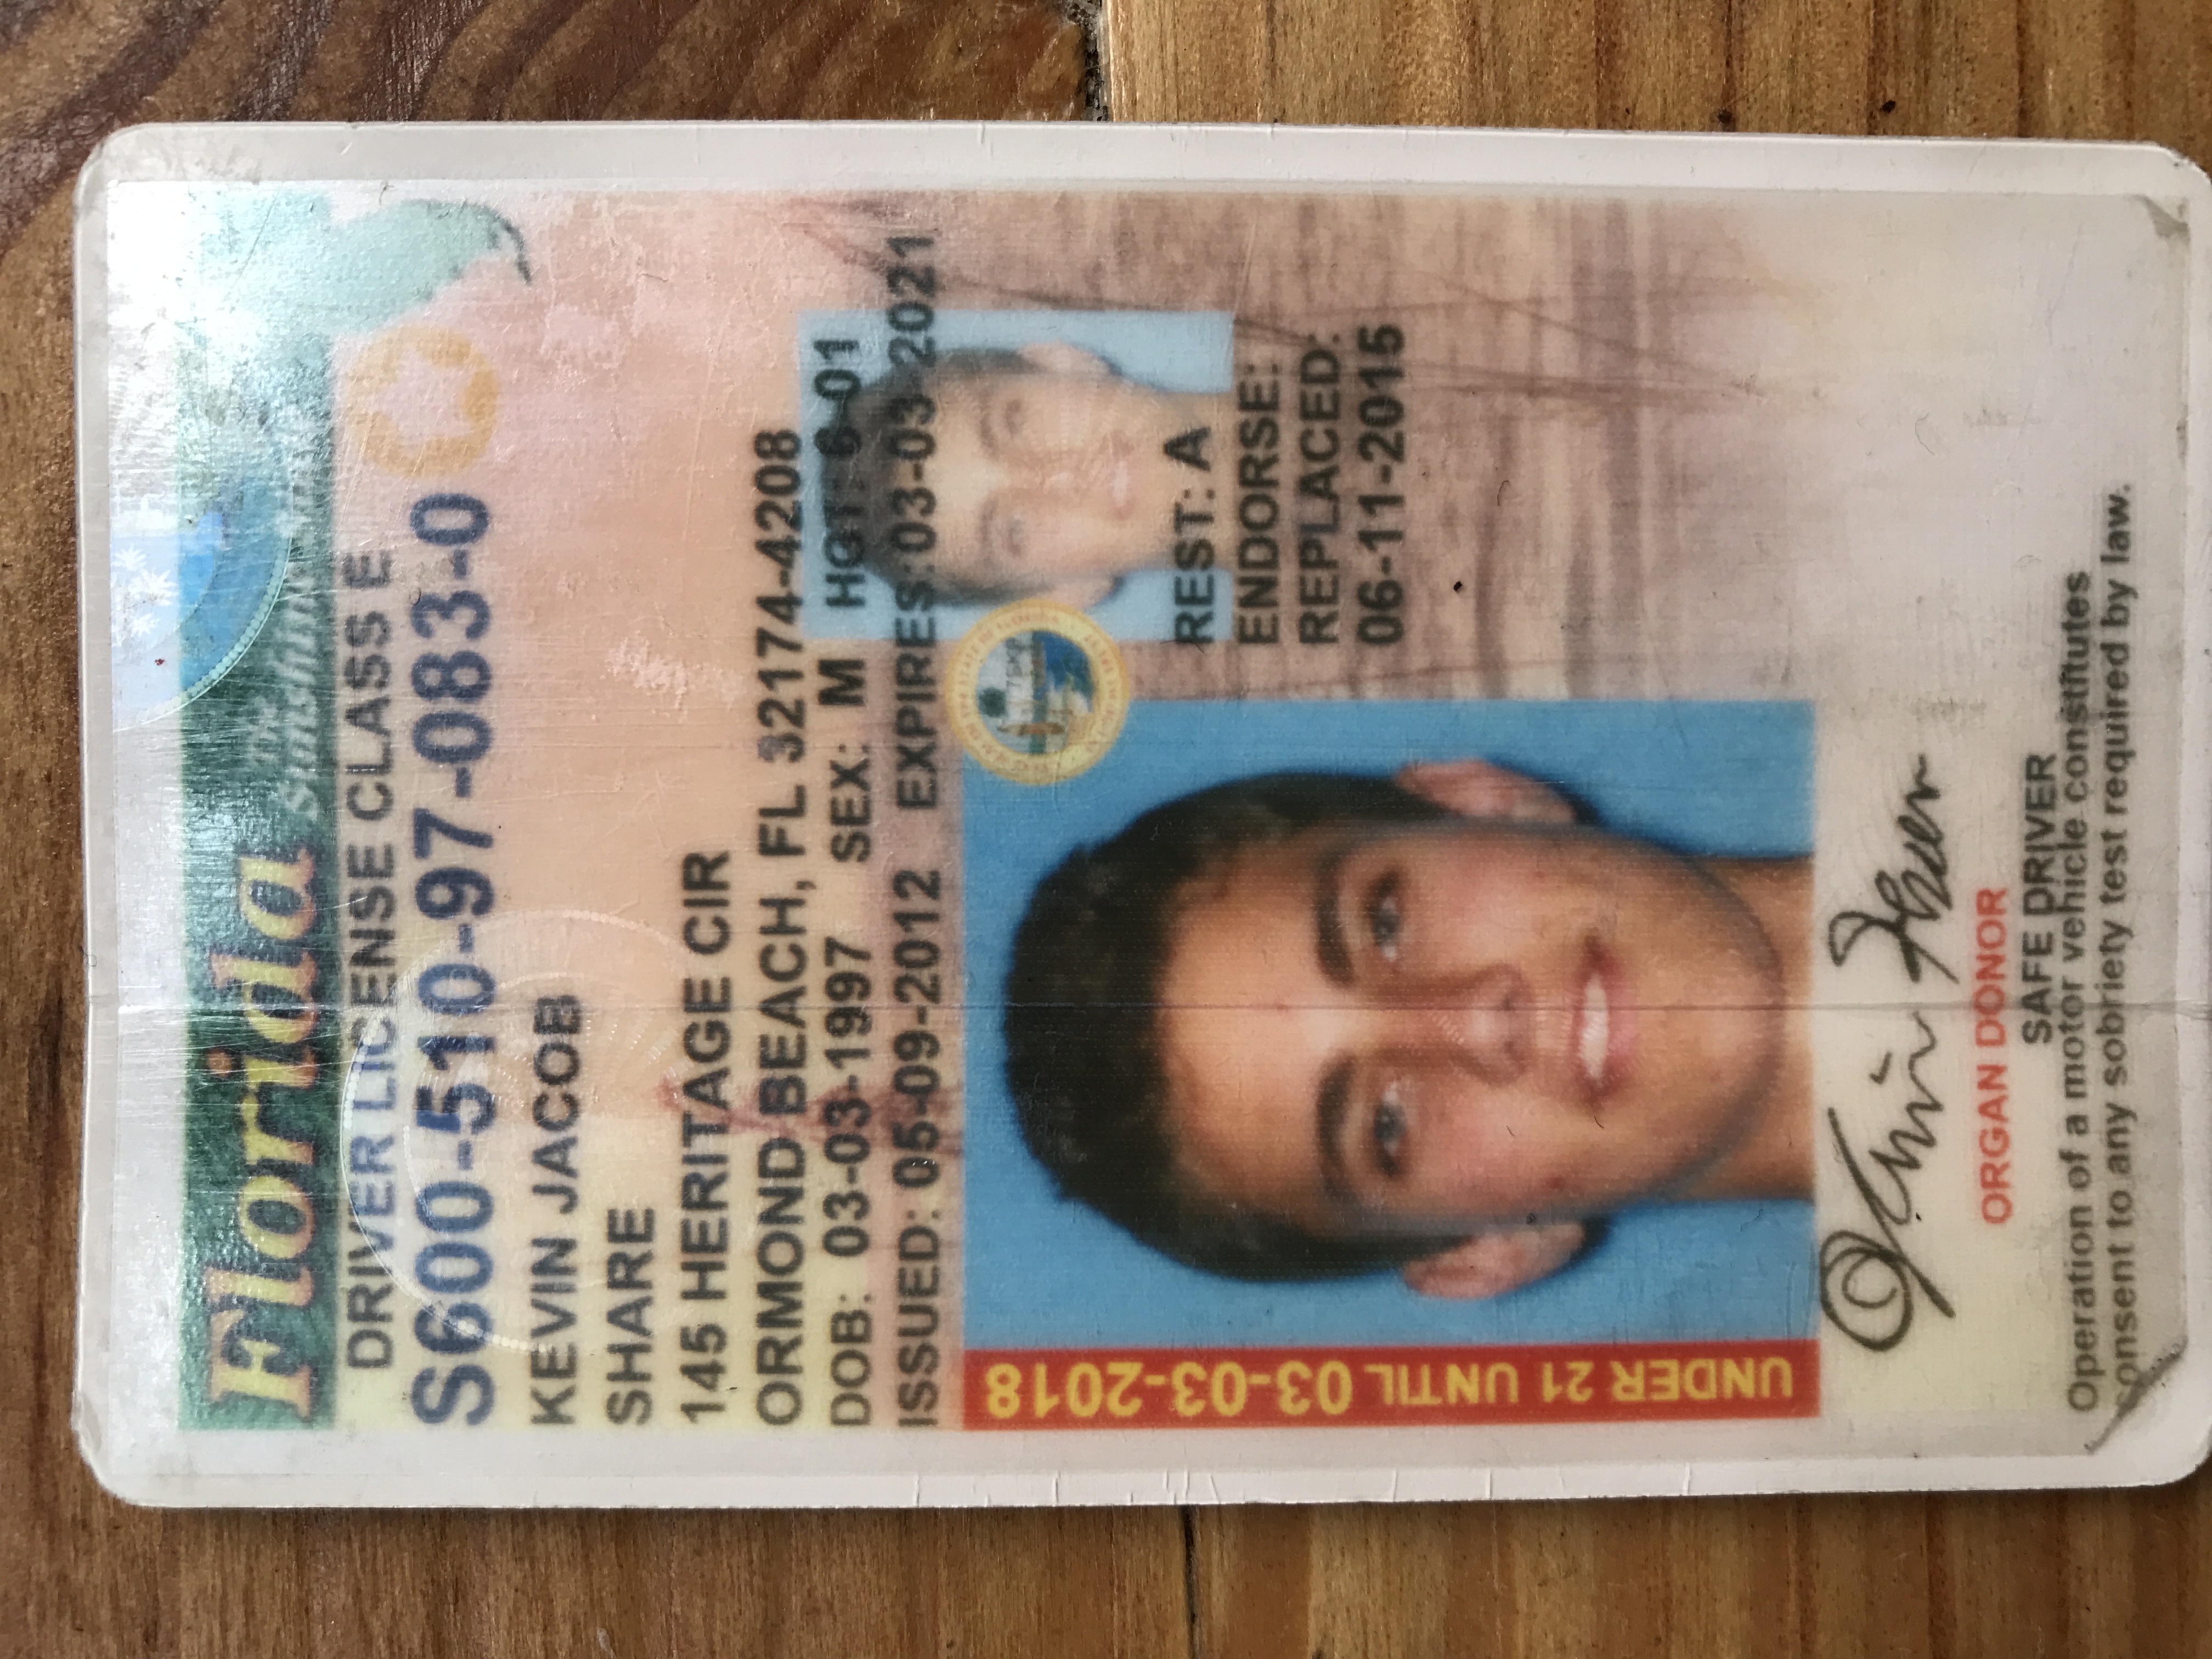 Florida The Sunshine State
DRIVER LICENSE CLASS E
S600-510-97-083-0
KEVIN JACOB
SHARE
145 HERITAGE CIR
ORMOND BEACH, FL 32174-4208
DOB: 03-03-1997 SEX: M HGT: 6-01
ISSUED: 05-09-2012 EXPIRES: 03-03-2021
UNDER 21 UNTIL 03-03-2018
REST: A
ENDORSE:
REPLACED:
06-11-2015
ORGAN DONOR
SAFE DRIVER
Operation of a motor vehicle constitutes
consent to any sobriety test required by law.